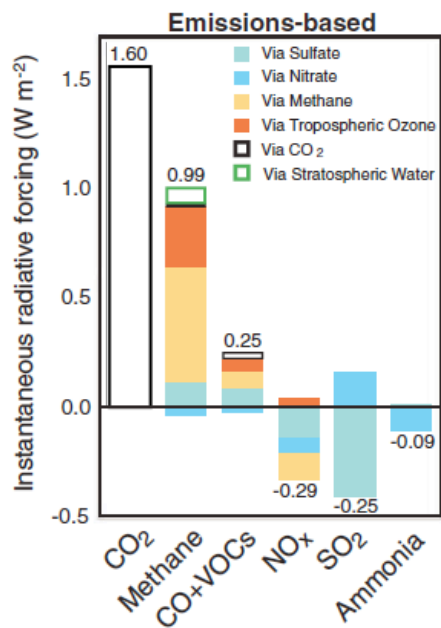 Emissions-based
Via Sulfate
Via Nitrate
Via Methane
Via Tropospheric Ozone
Via CO₂
Via Stratospheric Water
Instantaneous radiative forcing (W m⁻²)
1.5
1.0
0.5
0.0
-0.5
1.60
0.99
0.25
-0.29
-0.25
-0.09
CO₂
Methane
CO+VOCs
NOₓ
SO₂
Ammonia